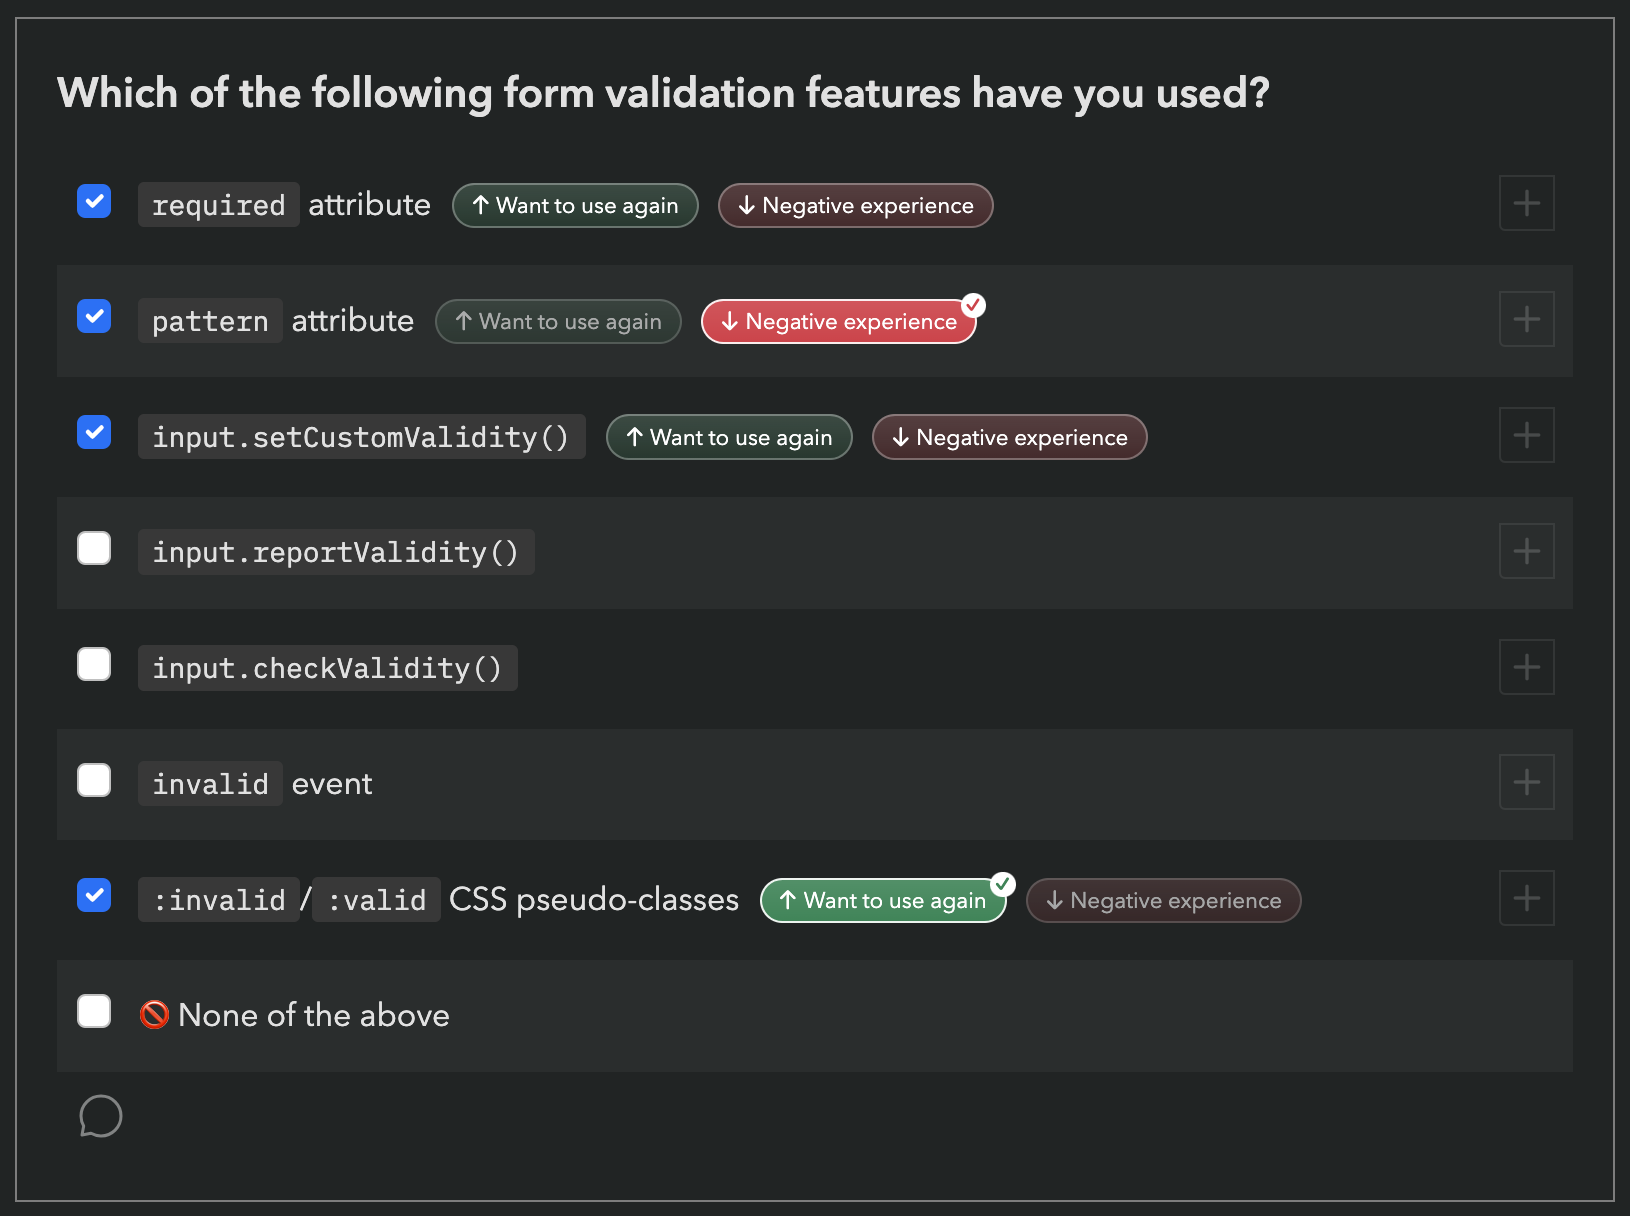 Which of the following form validation features have you used?
required attribute ↑ Want to use again ↓ Negative experience
pattern attribute ↑ Want to use again ↓ Negative experience
input.setCustomValidity() ↑ Want to use again ↓ Negative experience
input.reportValidity()
input.checkValidity()
invalid event
:invalid/:valid CSS pseudo-classes ↑ Want to use again ↓ Negative experience
🚫 None of the above